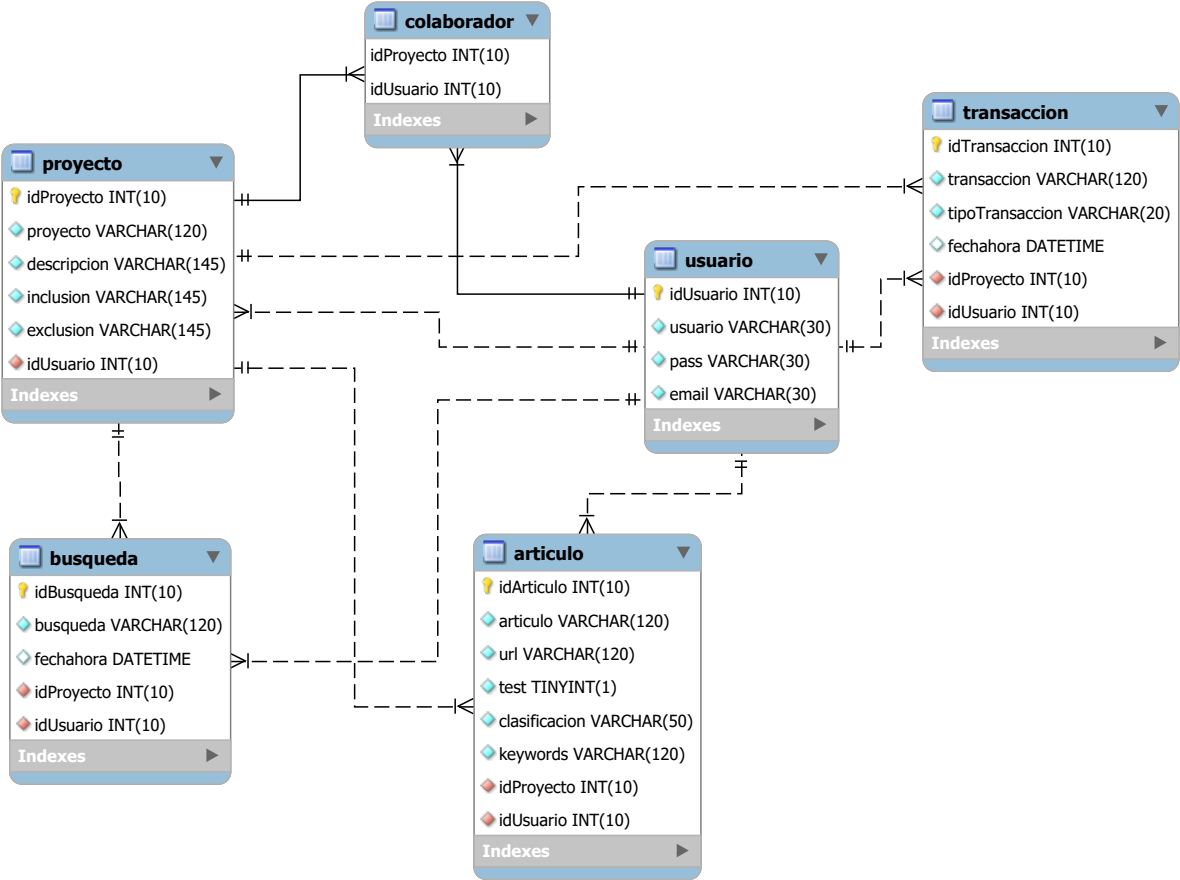 colaborador
idProyecto INT(10)
idUsuario INT(10)
Indexes
transaccion
idTransaccion INT(10)
transaccion VARCHAR(120)
tipoTransaccion VARCHAR(20)
fechahora DATETIME
idProyecto INT(10)
idUsuario INT(10)
Indexes
proyecto
idProyecto INT(10)
proyecto VARCHAR(120)
descripcion VARCHAR(145)
inclusion VARCHAR(145)
exclusion VARCHAR(145)
idUsuario INT(10)
Indexes
usuario
idUsuario INT(10)
usuario VARCHAR(30)
pass VARCHAR(30)
email VARCHAR(30)
Indexes
busqueda
idBusqueda INT(10)
busqueda VARCHAR(120)
fechahora DATETIME
idProyecto INT(10)
idUsuario INT(10)
Indexes
articulo
idArticulo INT(10)
articulo VARCHAR(120)
url VARCHAR(120)
test TINYINT(1)
clasificacion VARCHAR(50)
keywords VARCHAR(120)
idProyecto INT(10)
idUsuario INT(10)
Indexes